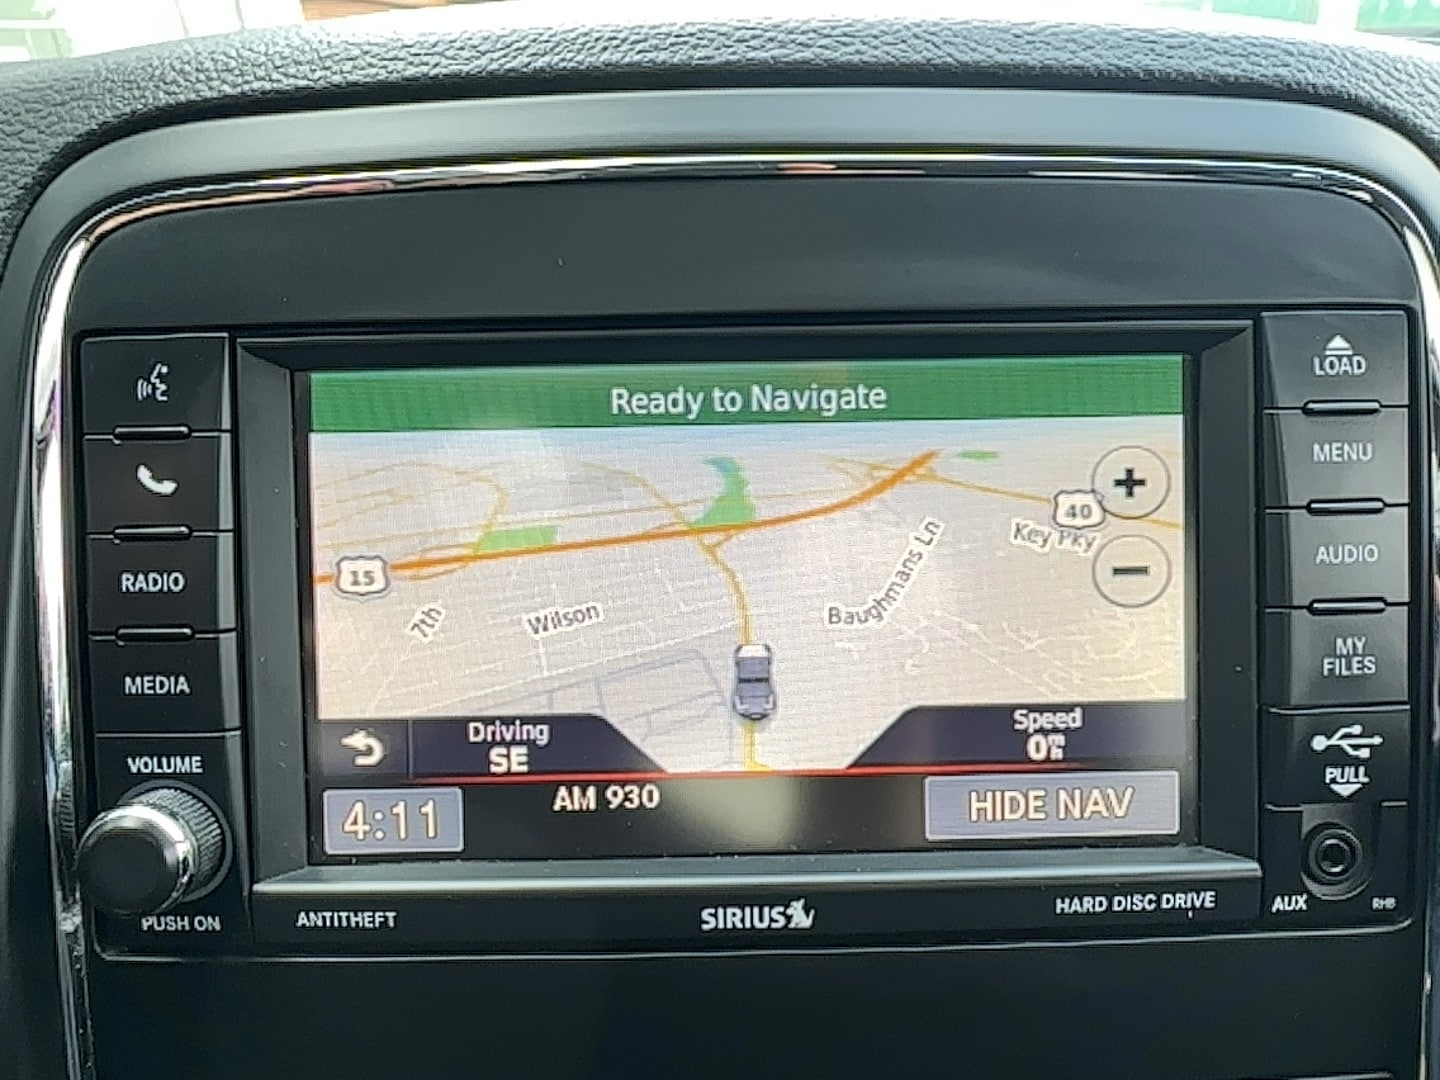 LOAD
MENU
AUDIO
MY
FILES
PULL
AUX
RHB
RADIO
MEDIA
VOLUME
PUSH ON
Ready to Navigate
40
Key Pky
Baughmans Ln
15
7th
Wilson
Driving
SE
Speed
0 m/h
4:11
AM 930
HIDE NAV
ANTITHEFT
SIRIUS
HARD DISC DRIVE